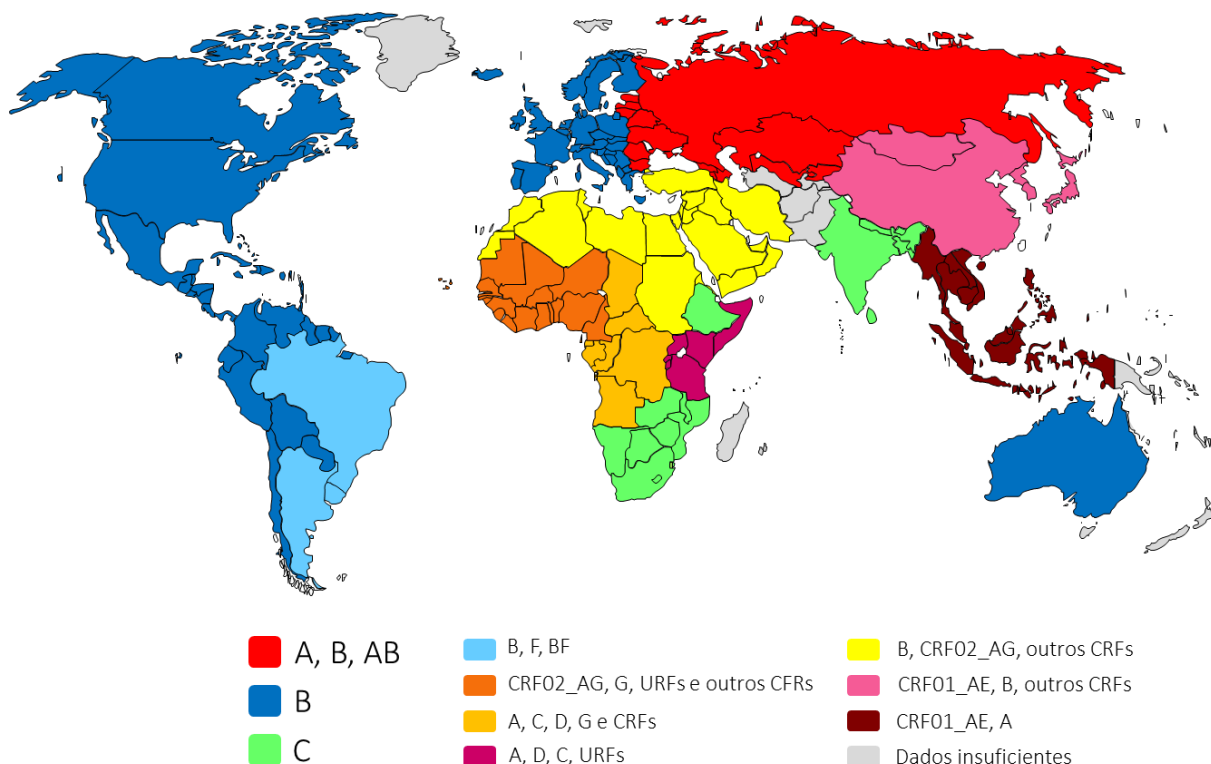 A, B, AB
B
C
B, F, BF
CRF02_AG, G, URFs e outros CFRs
A, C, D, G e CRFs
A, D, C, URFs
B, CRF02_AG, outros CRFs
CRF01_AE, B, outros CRFs
CRF01_AE, A
Dados insuficientes